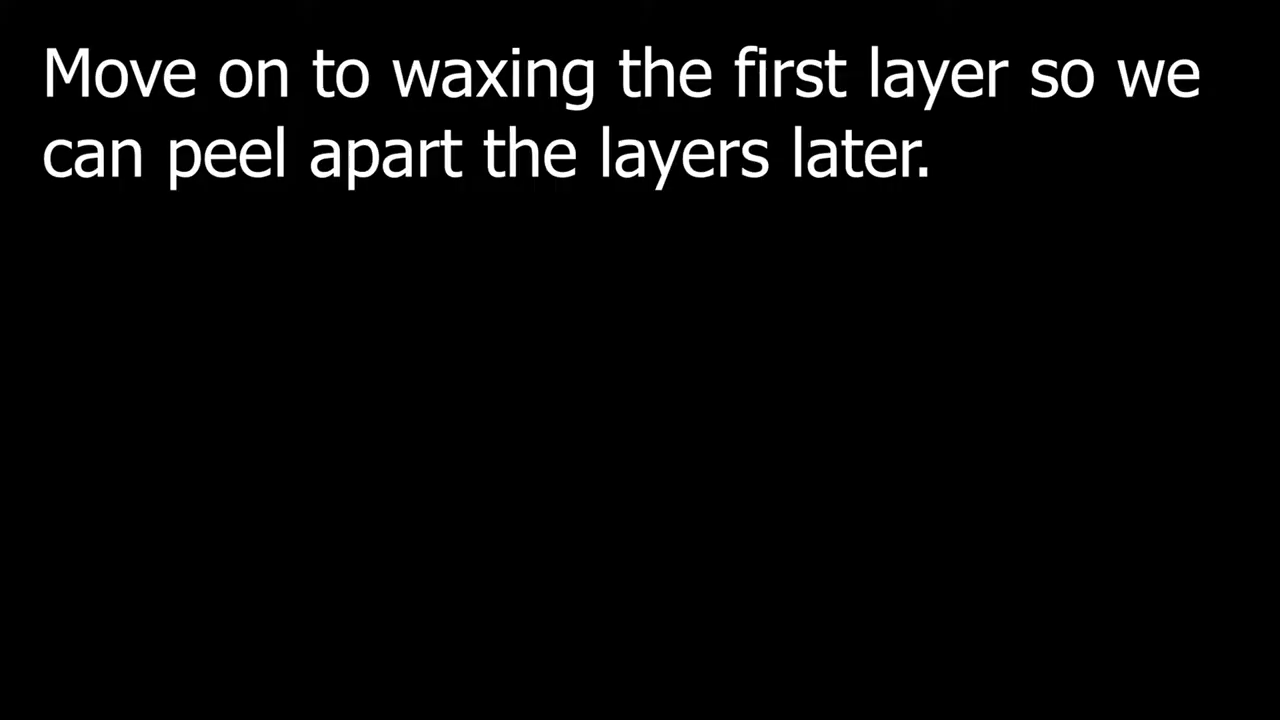 Move on to waxing the first layer so we
can peel apart the layers later.